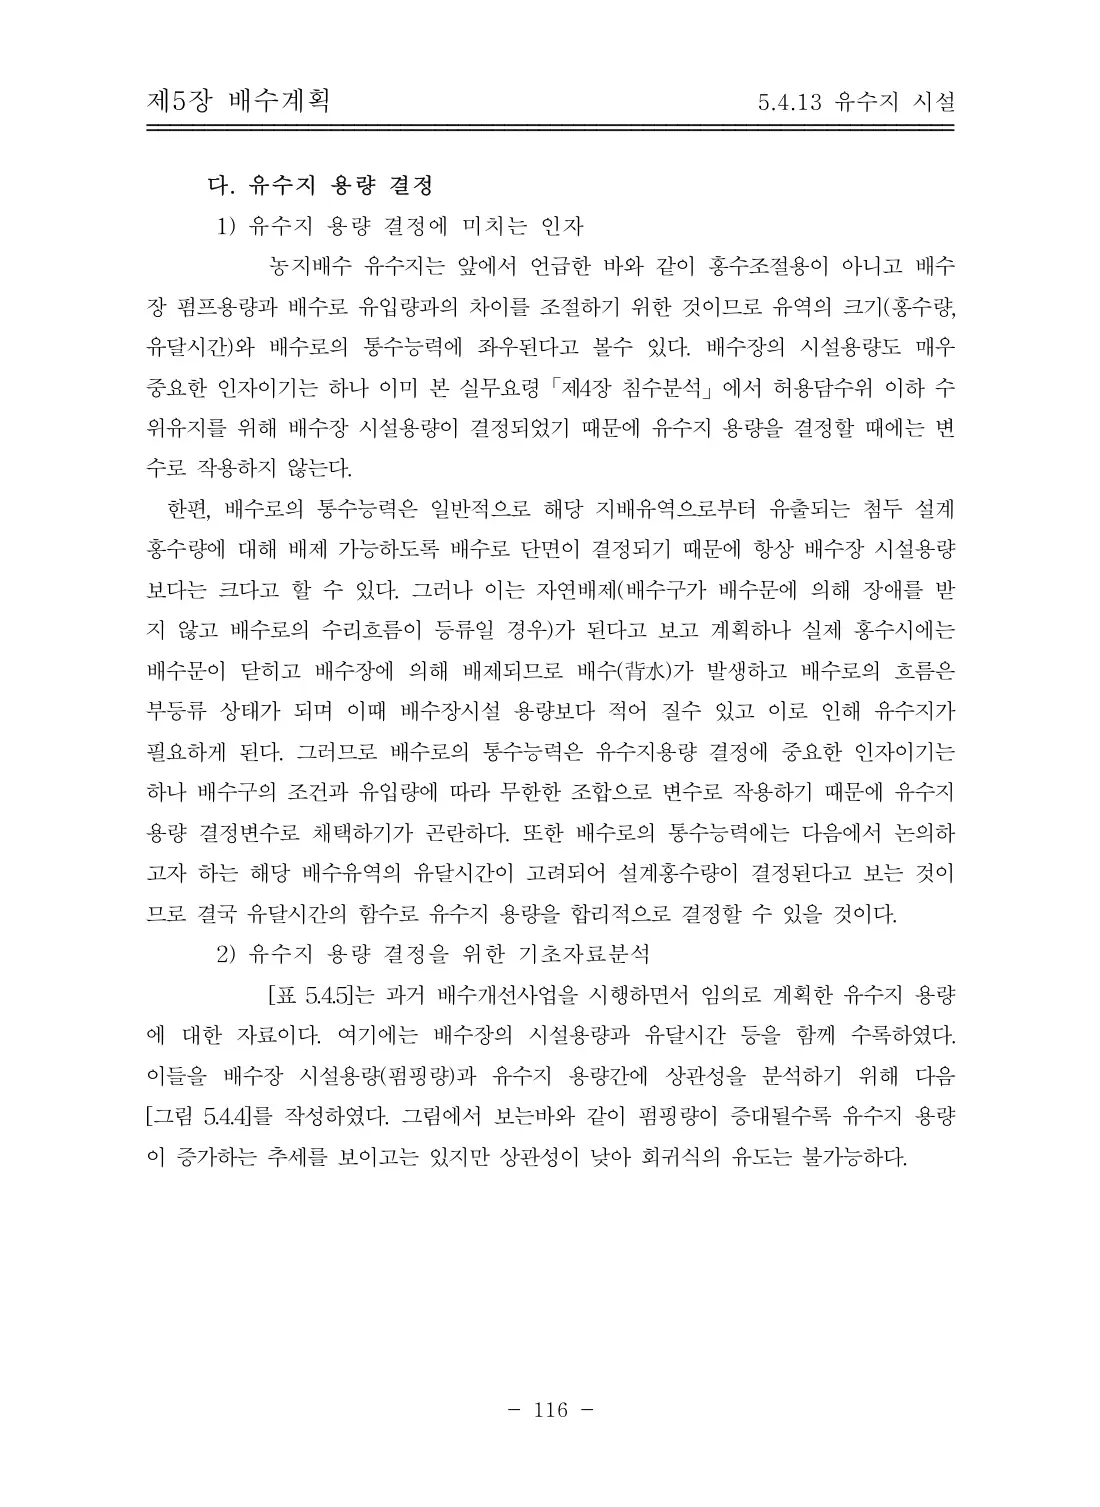 제5장 배수계획
5.4.13 유수지 시설
다. 유수지 용량 결정
1) 유수지 용량 결정에 미치는 인자
농지배수 유수지는 앞에서 언급한 바와 같이 홍수조절용이 아니고 배수
장 펌프용량과 배수로 유입량과의 차이를 조절하기 위한 것이므로 유역의 크기(홍수량,
유달시간)와 배수로의 통수능력에 좌우된다고 볼수 있다. 배수장의 시설용량도 매우
중요한 인자이기는 하나 이미 본 실무요령「제4장 침수분석」에서 허용담수위 이하 수
위유지를 위해 배수장 시설용량이 결정되었기 때문에 유수지 용량을 결정할 때에는 변
수로 작용하지 않는다.
한편, 배수로의 통수능력은 일반적으로 해당 지배유역으로부터 유출되는 첨두 설계
홍수량에 대해 배제 가능하도록 배수로 단면이 결정되기 때문에 항상 배수장 시설용량
보다는 크다고 할 수 있다. 그러나 이는 자연배제(배수구가 배수문에 의해 장애를 받
지 않고 배수로의 수리흐름이 등류일 경우)가 된다고 보고 계획하나 실제 홍수시에는
배수문이 닫히고 배수장에 의해 배제되므로 배수(背水)가 발생하고 배수로의 흐름은
부등류 상태가 되며 이때 배수장시설 용량보다 적어 질수 있고 이로 인해 유수지가
필요하게 된다. 그러므로 배수로의 통수능력은 유수지용량 결정에 중요한 인자이기는
하나 배수구의 조건과 유입량에 따라 무한한 조합으로 변수로 작용하기 때문에 유수지
용량 결정변수로 채택하기가 곤란하다. 또한 배수로의 통수능력에는 다음에서 논의하
고자 하는 해당 배수유역의 유달시간이 고려되어 설계홍수량이 결정된다고 보는 것이
므로 결국 유달시간의 함수로 유수지 용량을 합리적으로 결정할 수 있을 것이다.
2) 유수지 용량 결정을 위한 기초자료분석
[표 5.4.5]는 과거 배수개선사업을 시행하면서 임의로 계획한 유수지 용량
에 대한 자료이다. 여기에는 배수장의 시설용량과 유달시간 등을 함께 수록하였다.
이들을 배수장 시설용량(펌핑량)과 유수지 용량간에 상관성을 분석하기 위해 다음
[그림 5.4.4]를 작성하였다. 그림에서 보는바와 같이 펌핑량이 증대될수록 유수지 용량
이 증가하는 추세를 보이고는 있지만 상관성이 낮아 회귀식의 유도는 불가능하다.
- 116 -